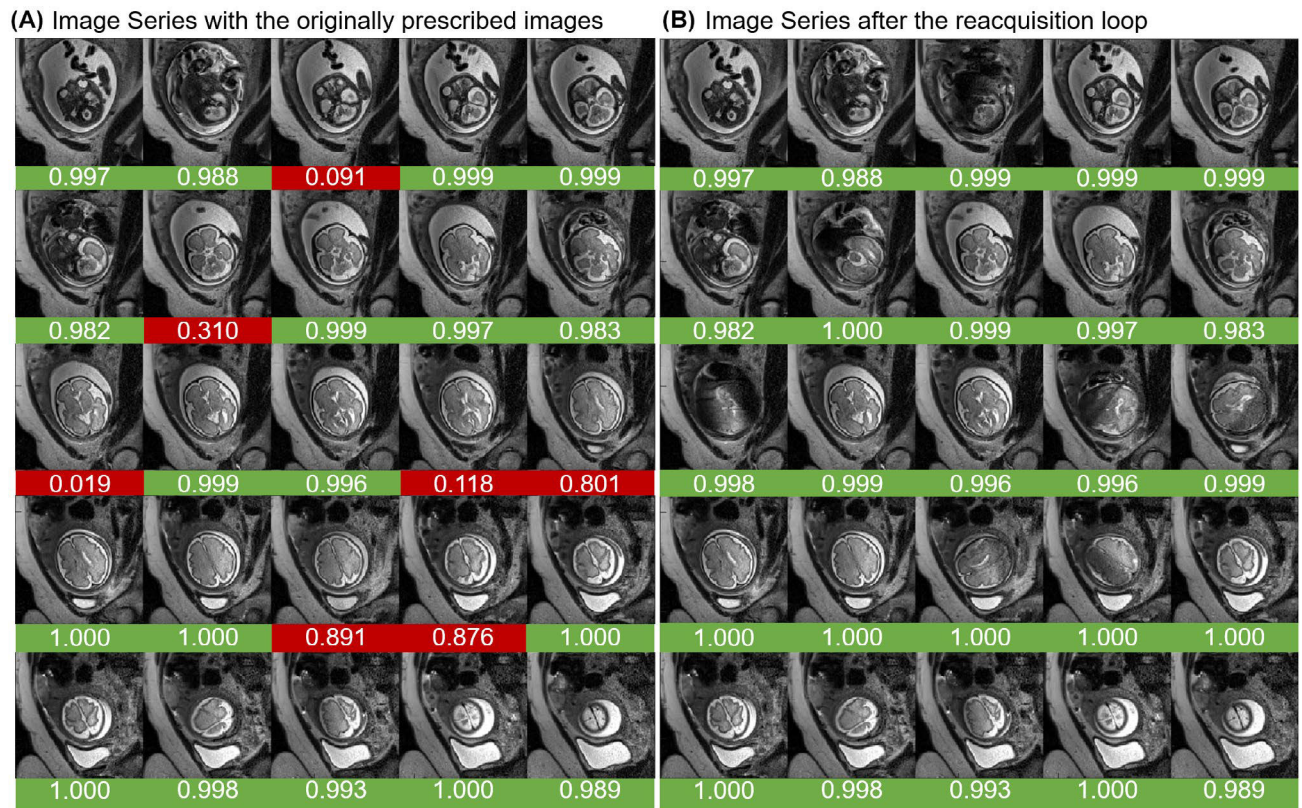 (A) Image Series with the originally prescribed images
(B) Image Series after the reacquisition loop
0.997 0.988 0.091 0.999 0.999
0.997 0.988 0.999 0.999 0.999
0.982 0.310 0.999 0.997 0.983
0.982 1.000 0.999 0.997 0.983
0.019 0.999 0.996 0.118 0.801
0.998 0.999 0.996 0.996 0.999
1.000 1.000 0.891 0.876 1.000
1.000 1.000 1.000 1.000 1.000
1.000 0.998 0.993 1.000 0.989
1.000 0.998 0.993 1.000 0.989